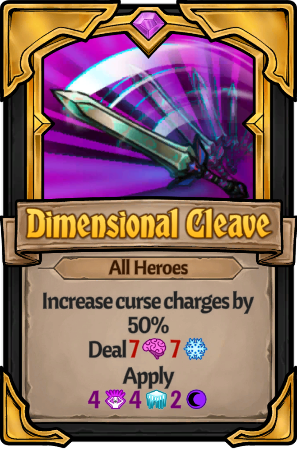 Dimensional Cleave
All Heroes
Increase curse charges by
50%
Deal 7 7
Apply
4 4 2